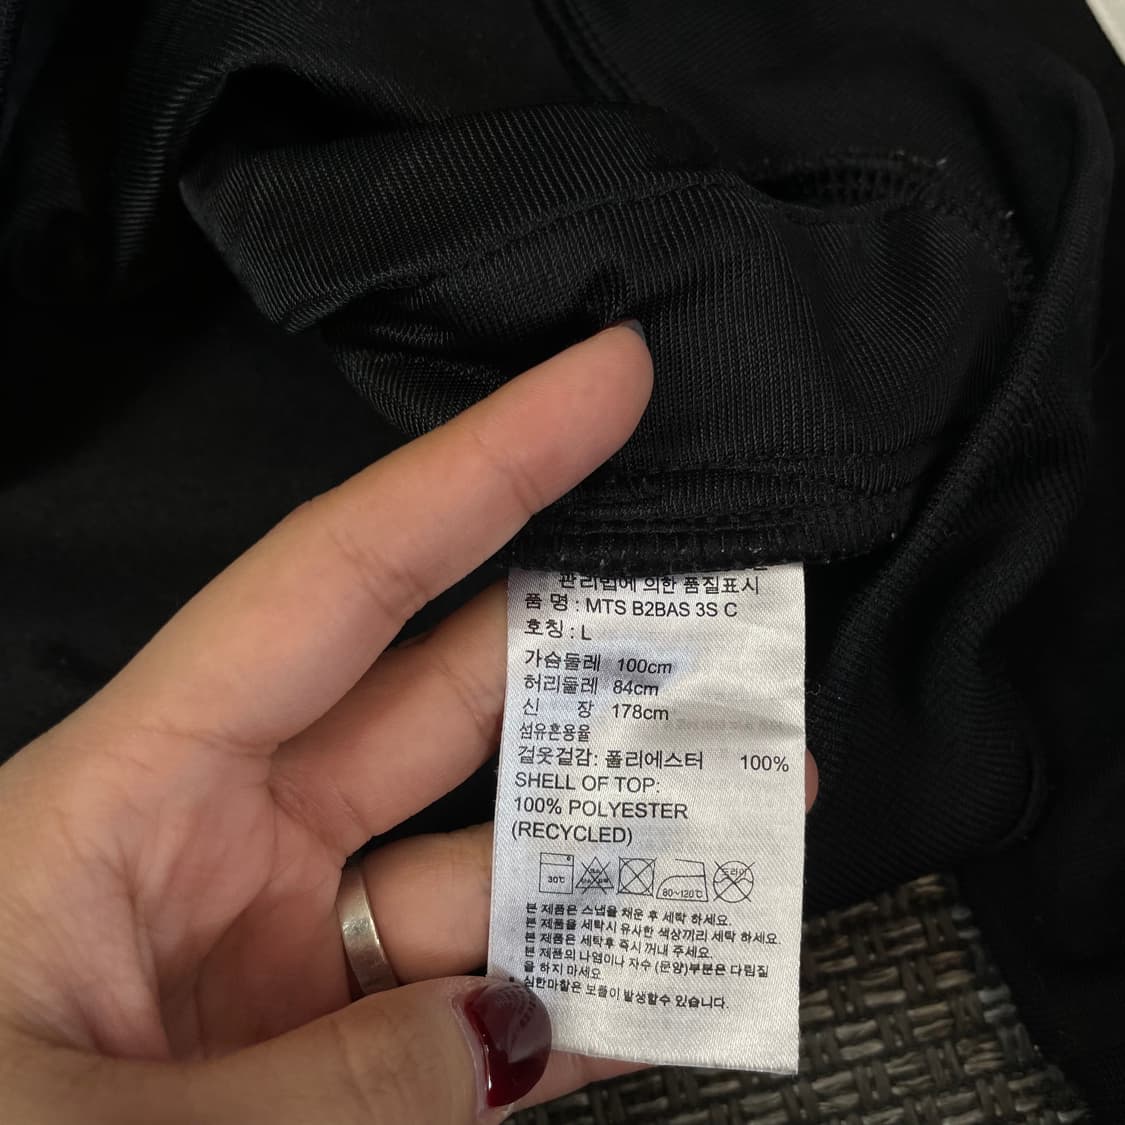 관리법에 의한 품질표시
품 명 : MTS B2BAS 3S C
호칭 : L
가슴둘레 100cm
허리둘레 84cm
신 장 178cm
섬유혼용율
겉옷겉감: 폴리에스터 100%
SHELL OF TOP:
100% POLYESTER
(RECYCLED)
30℃ 80~120℃ 드라이
본 제품은 스냅을 채운 후 세탁 하세요.
본 제품을 세탁시 유사한 색상끼리 세탁 하세요.
본 제품은 세탁후 즉시 꺼내 주세요.
본 제품의 나염이나 자수 (문양)부분은 다림질
을 하지 마세요.
심한마찰은 보풀이 발생할수 있습니다.